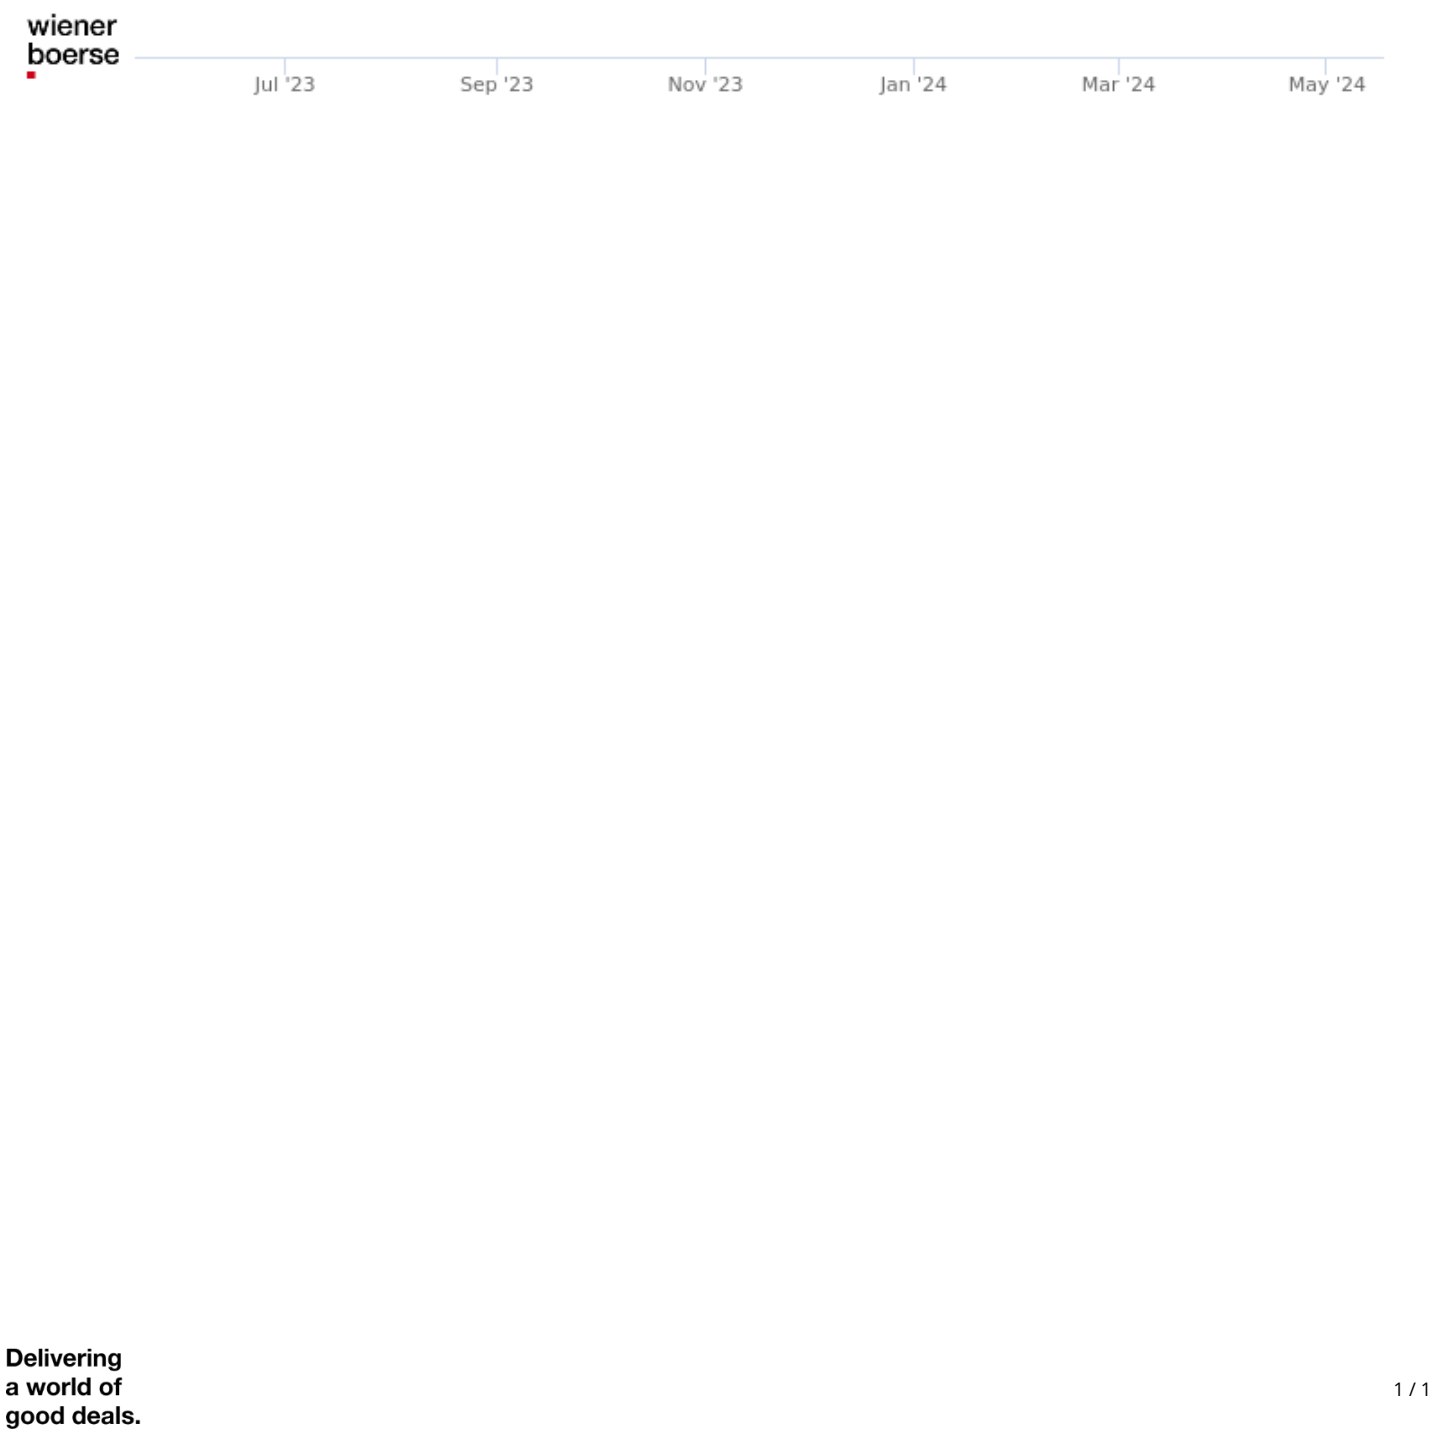 wiener
boerse
Jul '23 Sep '23 Nov '23 Jan '24 Mar '24 May '24
Delivering
a world of
good deals.
1 / 1